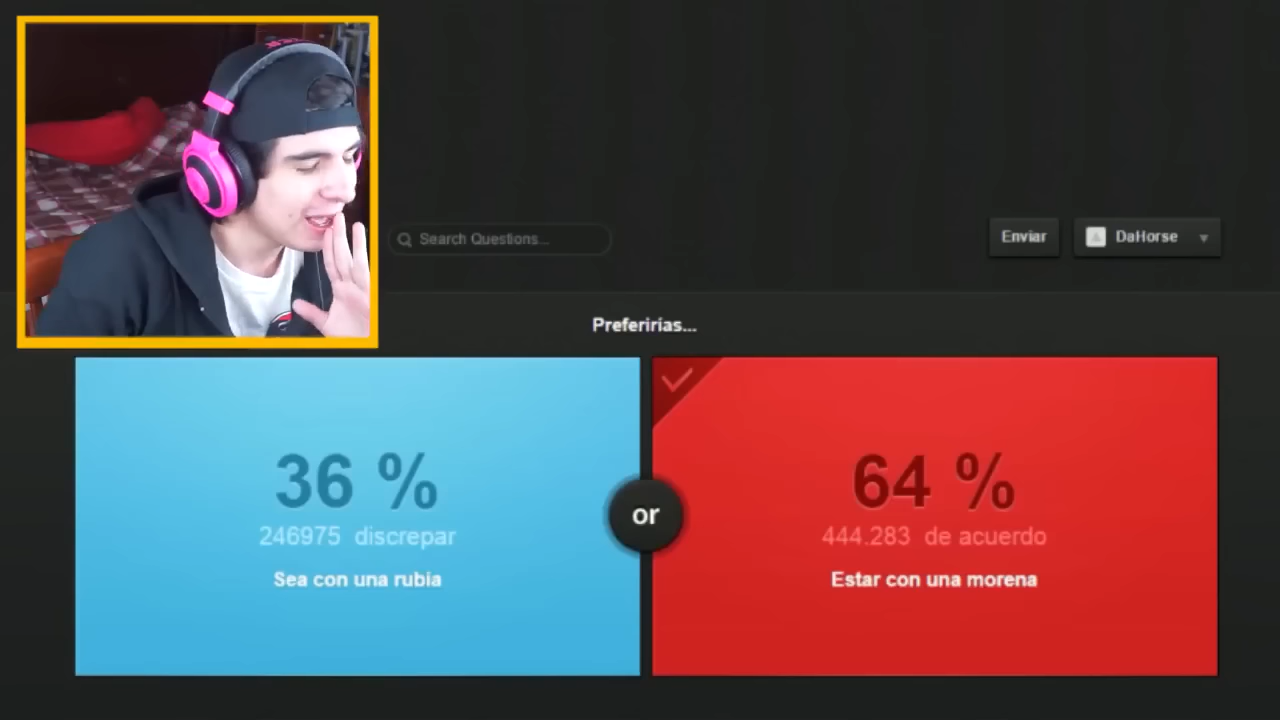 Search Questions...
Enviar
DaHorse
Preferirías...
36 %
246975 discrepar
Sea con una rubia
or
64 %
444.283 de acuerdo
Estar con una morena